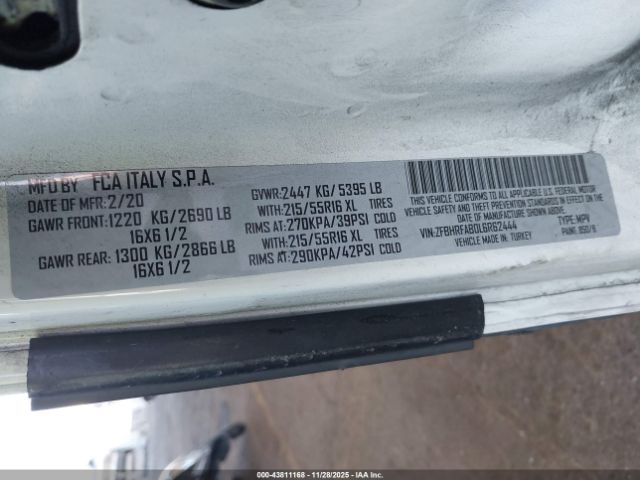 MFD BY FCA ITALY S.P.A.
DATE OF MFR: 2/20
GAWR FRONT: 1220 KG/2690 LB
16X6 1/2
GAWR REAR: 1300 KG/2866 LB
16X6 1/2
GVWR: 2447 KG/ 5395 LB
WITH: 215/55R16 XL TIRES
RIMS AT: 270KPA/39PSI COLD
WITH: 215/55R16 XL TIRES
RIMS AT: 290KPA/42PSI COLD
THIS VEHICLE CONFORMS TO ALL APPLICABLE U.S. FEDERAL MOTOR
VEHICLE SAFETY AND THEFT PREVENTION
STANDARDS IN EFFECT ON THE DATE OF
MANUFACTURE SHOWN ABOVE.
VIN: ZFBHRFAB0L6R62444 TYPE: MPV
MADE IN: TURKEY PAINT: 950/B
000-43811168 - 11/28/2025 - IAAI.COM